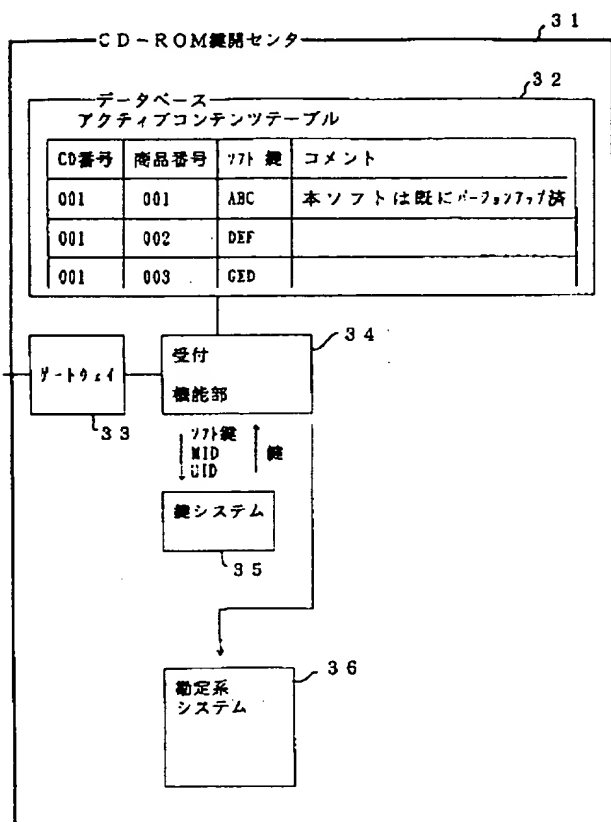 31
CD-ROM鍵開センタ
32
データベース
アクティブコンテンツテーブル
CD番号 商品番号 ソフト鍵 コメント
001 001 ABC 本ソフトは既にバージョンアップ済
001 002 DEF
001 003 GED
34
受付
機能部
ゲートウェイ
33
ソフト鍵
MID
UID
鍵
鍵システム
35
36
勘定系
システム